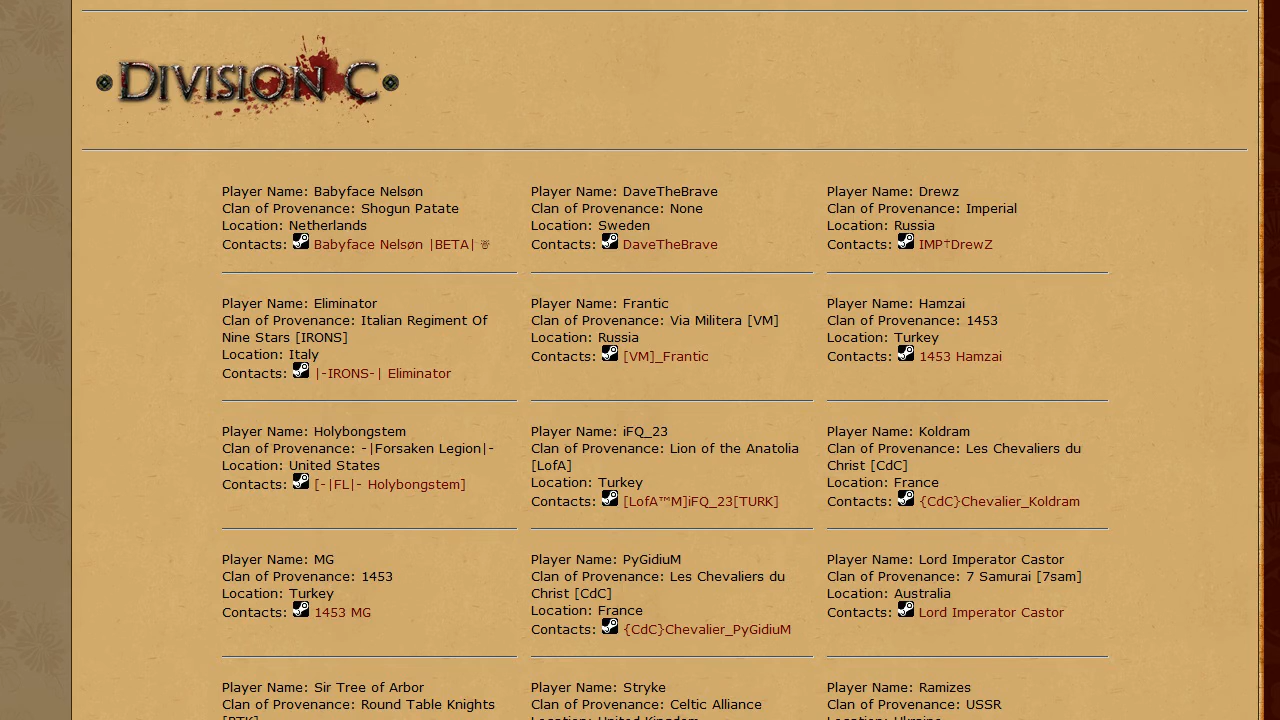 DIVISION C
Player Name: Babyface Nelsøn
Clan of Provenance: Shogun Patate
Location: Netherlands
Contacts: Babyface Nelsøn |BETA|
Player Name: DaveTheBrave
Clan of Provenance: None
Location: Sweden
Contacts: DaveTheBrave
Player Name: Drewz
Clan of Provenance: Imperial
Location: Russia
Contacts: IMP†DrewZ
Player Name: Eliminator
Clan of Provenance: Italian Regiment Of
Nine Stars [IRONS]
Location: Italy
Contacts: |-IRONS-| Eliminator
Player Name: Frantic
Clan of Provenance: Via Militera [VM]
Location: Russia
Contacts: [VM]_Frantic
Player Name: Hamzai
Clan of Provenance: 1453
Location: Turkey
Contacts: 1453 Hamzai
Player Name: Holybongstem
Clan of Provenance: -|Forsaken Legion|-
Location: United States
Contacts: [-|FL|- Holybongstem]
Player Name: iFQ_23
Clan of Provenance: Lion of the Anatolia
[LofA]
Location: Turkey
Contacts: [LofA™M]iFQ_23[TURK]
Player Name: Koldram
Clan of Provenance: Les Chevaliers du
Christ [CdC]
Location: France
Contacts: {CdC}Chevalier_Koldram
Player Name: MG
Clan of Provenance: 1453
Location: Turkey
Contacts: 1453 MG
Player Name: PyGidiuM
Clan of Provenance: Les Chevaliers du
Christ [CdC]
Location: France
Contacts: {CdC}Chevalier_PyGidiuM
Player Name: Lord Imperator Castor
Clan of Provenance: 7 Samurai [7sam]
Location: Australia
Contacts: Lord Imperator Castor
Player Name: Sir Tree of Arbor
Clan of Provenance: Round Table Knights
[RTK]
Player Name: Stryke
Clan of Provenance: Celtic Alliance
Location: United Kingdom
Player Name: Ramizes
Clan of Provenance: USSR
Location: Ukraine